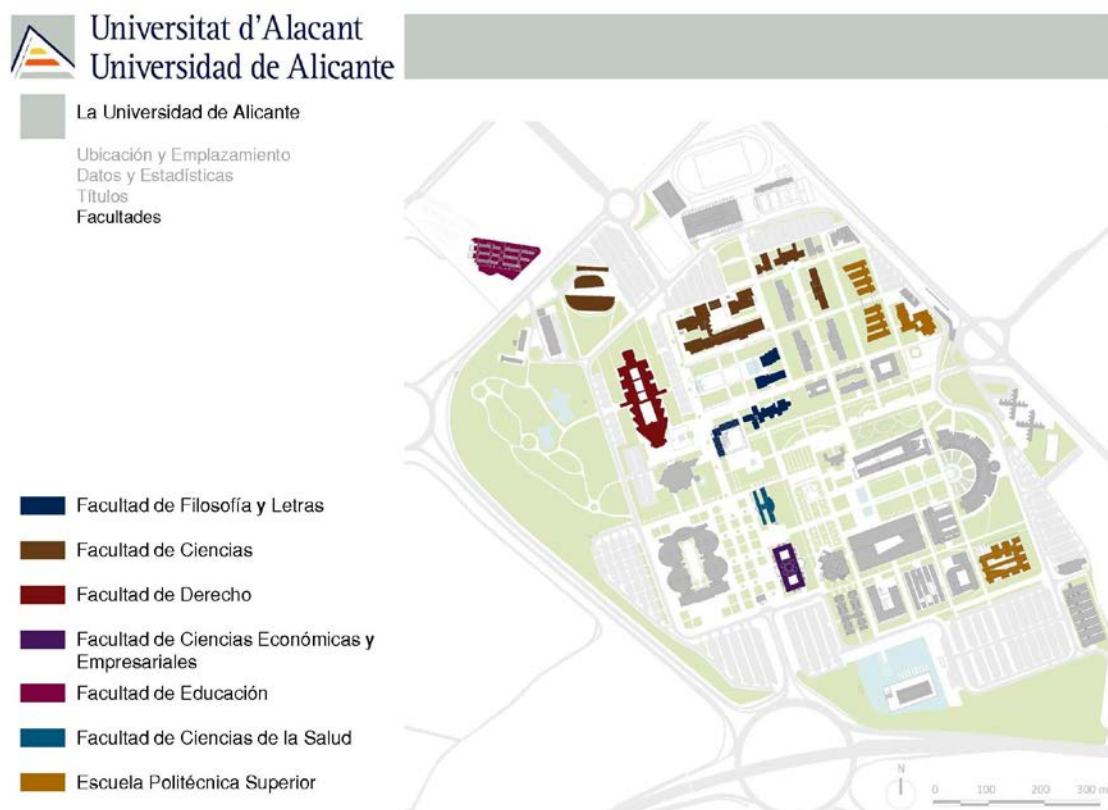 Universitat d'Alacant
Universidad de Alicante
La Universidad de Alicante
Ubicación y Emplazamiento
Datos y Estadísticas
Títulos
Facultades
Facultad de Filosofía y Letras
Facultad de Ciencias
Facultad de Derecho
Facultad de Ciencias Económicas y
Empresariales
Facultad de Educación
Facultad de Ciencias de la Salud
Escuela Politécnica Superior
N
0 100 200 300 m